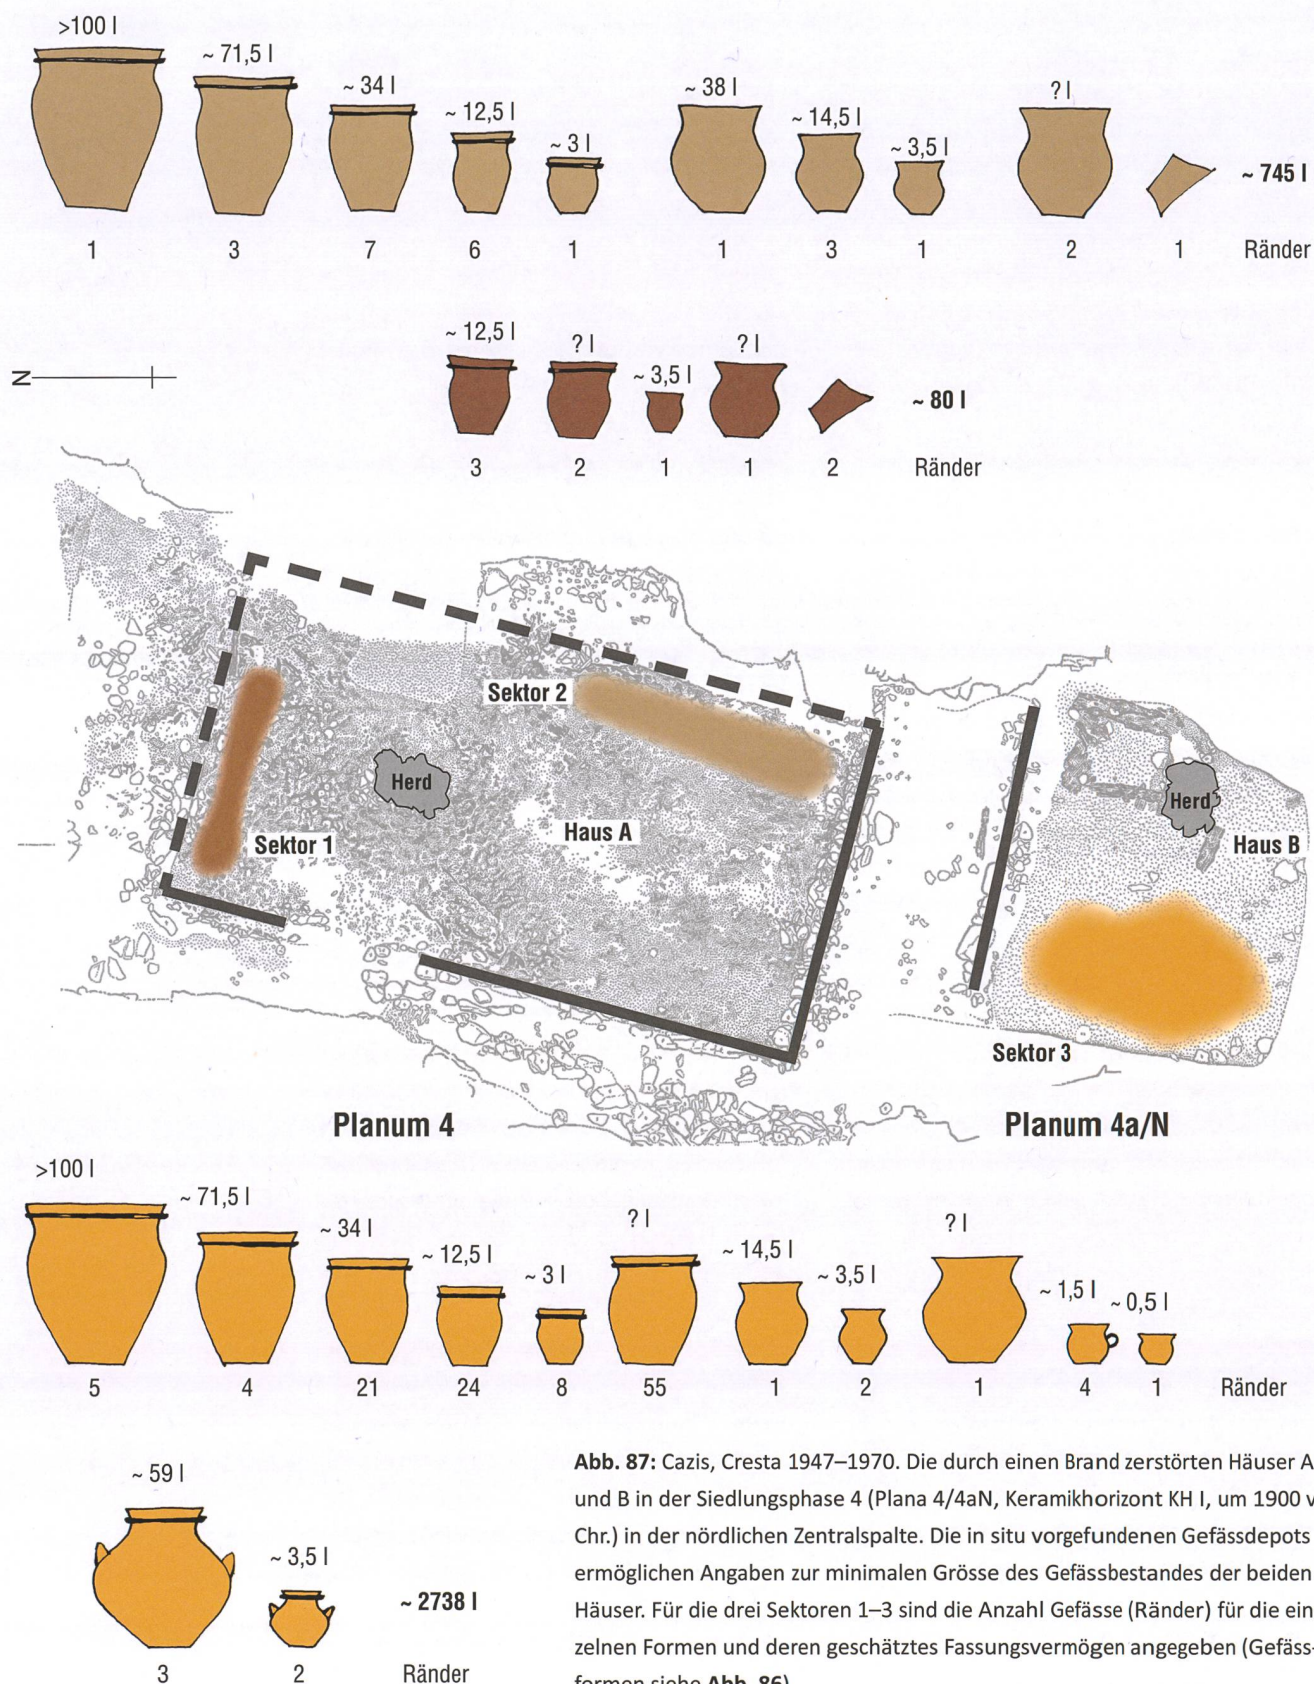 >100 l
~ 71,5 l
~ 34 l
~ 12,5 l
~ 3 l
~ 38 l
~ 14,5 l
~ 3,5 l
? l
~ 745 l
1 3 7 6 1 1 3 1 2 1 Ränder
~ 12,5 l
? l
~ 3,5 l
? l
~ 80 l
3 2 1 1 2 Ränder
N
Sektor 2
Herd
Herd
Haus A
Sektor 1
Haus B
Sektor 3
Planum 4
Planum 4a/N
>100 l
~ 71,5 l
~ 34 l
~ 12,5 l
~ 3 l
? l
~ 14,5 l
~ 3,5 l
? l
~ 1,5 l
~ 0,5 l
5 4 21 24 8 55 1 2 1 4 1 Ränder
~ 59 l
~ 3,5 l
~ 2738 l
3 2 Ränder
Abb. 87: Cazis, Cresta 1947–1970. Die durch einen Brand zerstörten Häuser A
und B in der Siedlungsphase 4 (Plana 4/4aN, Keramikhorizont KH I, um 1900 v
Chr.) in der nördlichen Zentralspalte. Die in situ vorgefundenen Gefässdepots
ermöglichen Angaben zur minimalen Grösse des Gefässbestandes der beiden
Häuser. Für die drei Sektoren 1–3 sind die Anzahl Gefässe (Ränder) für die ein
zelnen Formen und deren geschätztes Fassungsvermögen angegeben (Gefäss-
formen siehe Abb. 86)